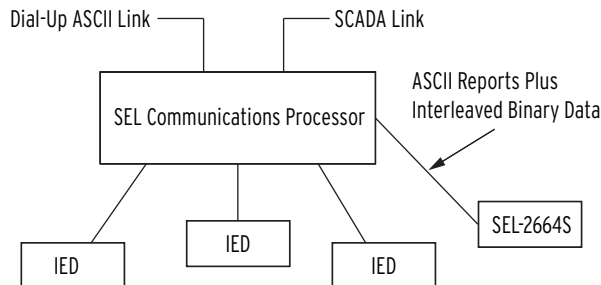 Dial-Up ASCII Link
SCADA Link
SEL Communications Processor
ASCII Reports Plus
Interleaved Binary Data
SEL-2664S
IED
IED
IED